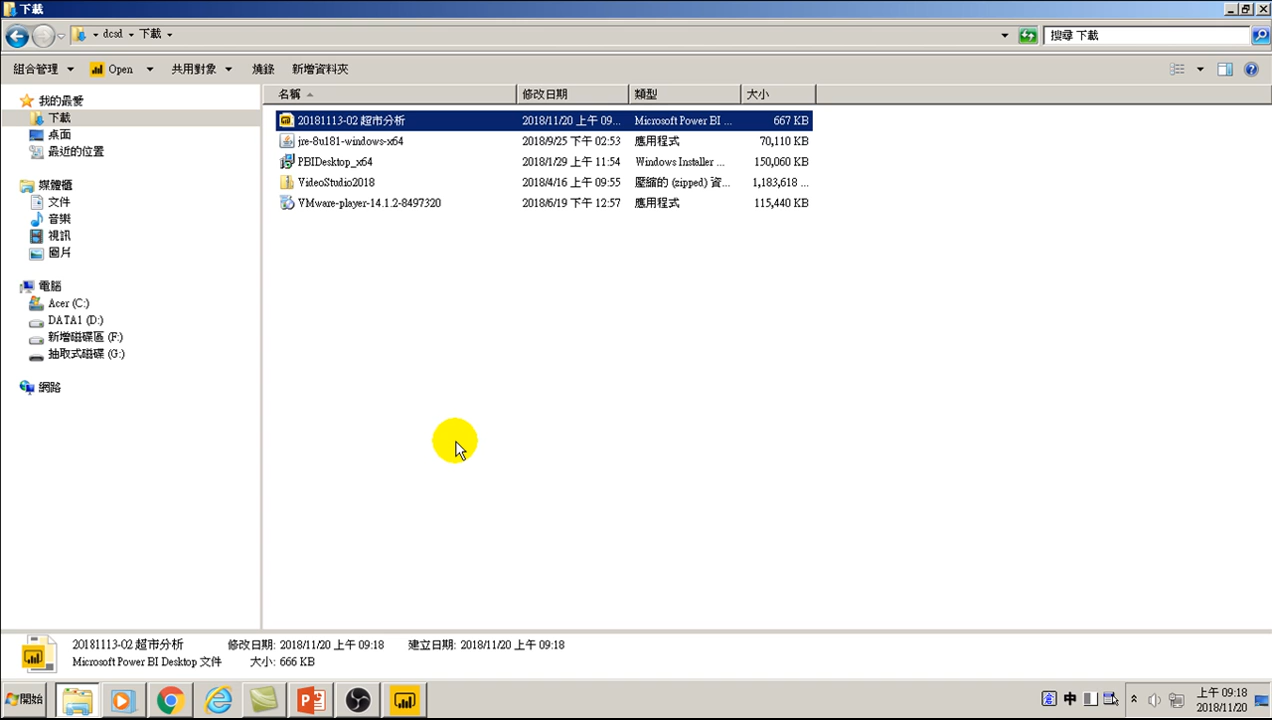 下載
dcsd 下載
搜尋 下載
組合管理 Open 共用對象 燒錄 新增資料夾
我的最愛
下載
桌面
最近的位置
媒體櫃
文件
音樂
視訊
圖片
電腦
Acer (C:)
DATA1 (D:)
新增磁碟區 (F:)
抽取式磁碟 (G:)
網路
名稱 修改日期 類型 大小
20181113-02 超市分析 2018/11/20 上午 09... Microsoft Power BI ... 667 KB
jre-8u181-windows-x64 2018/9/25 下午 02:53 應用程式 70,110 KB
PBIDesktop_x64 2018/1/29 上午 11:54 Windows Installer ... 150,060 KB
VideoStudio2018 2018/4/16 上午 09:55 壓縮的 (zipped) 資... 1,183,618 ...
VMware-player-14.1.2-8497320 2018/6/19 下午 12:57 應用程式 115,440 KB
20181113-02 超市分析 修改日期: 2018/11/20 上午 09:18 建立日期: 2018/11/20 上午 09:18
Microsoft Power BI Desktop 文件 大小: 666 KB
開始
中
上午 09:18
2018/11/20